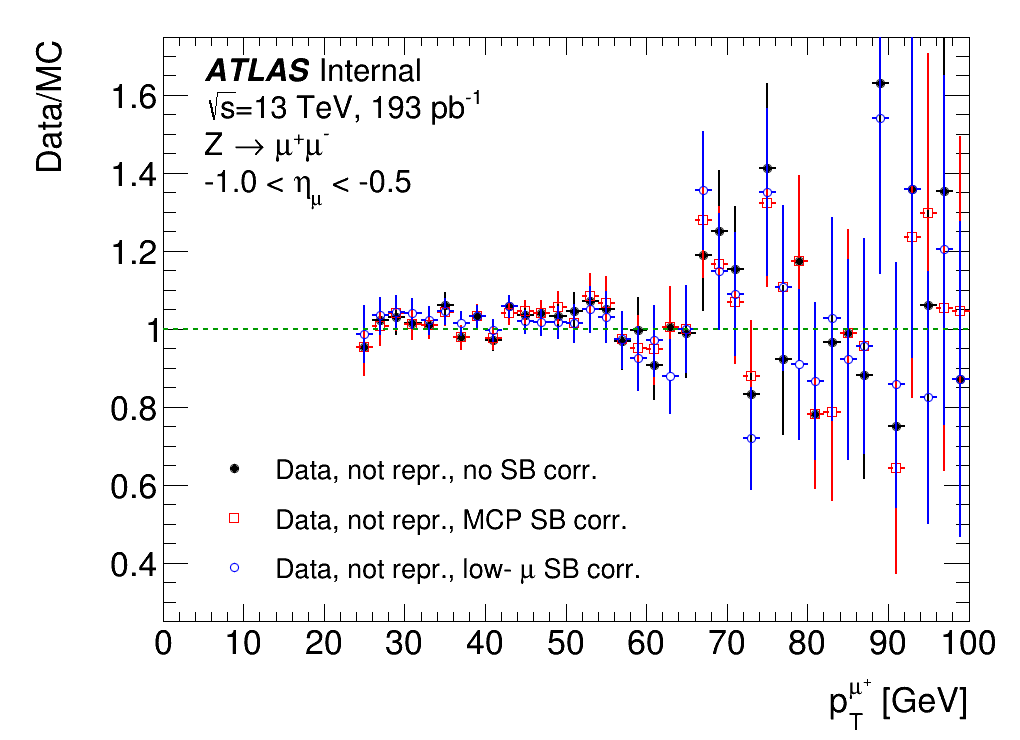 Data/MC
ATLAS Internal
√s=13 TeV, 193 pb⁻¹
Z → μ⁺μ⁻
-1.0 < ημ < -0.5
1.6
1.4
1.2
1
0.8
0.6
0.4
Data, not repr., no SB corr.
Data, not repr., MCP SB corr.
Data, not repr., low- μ SB corr.
0 10 20 30 40 50 60 70 80 90 100
p_T^μ⁺ [GeV]